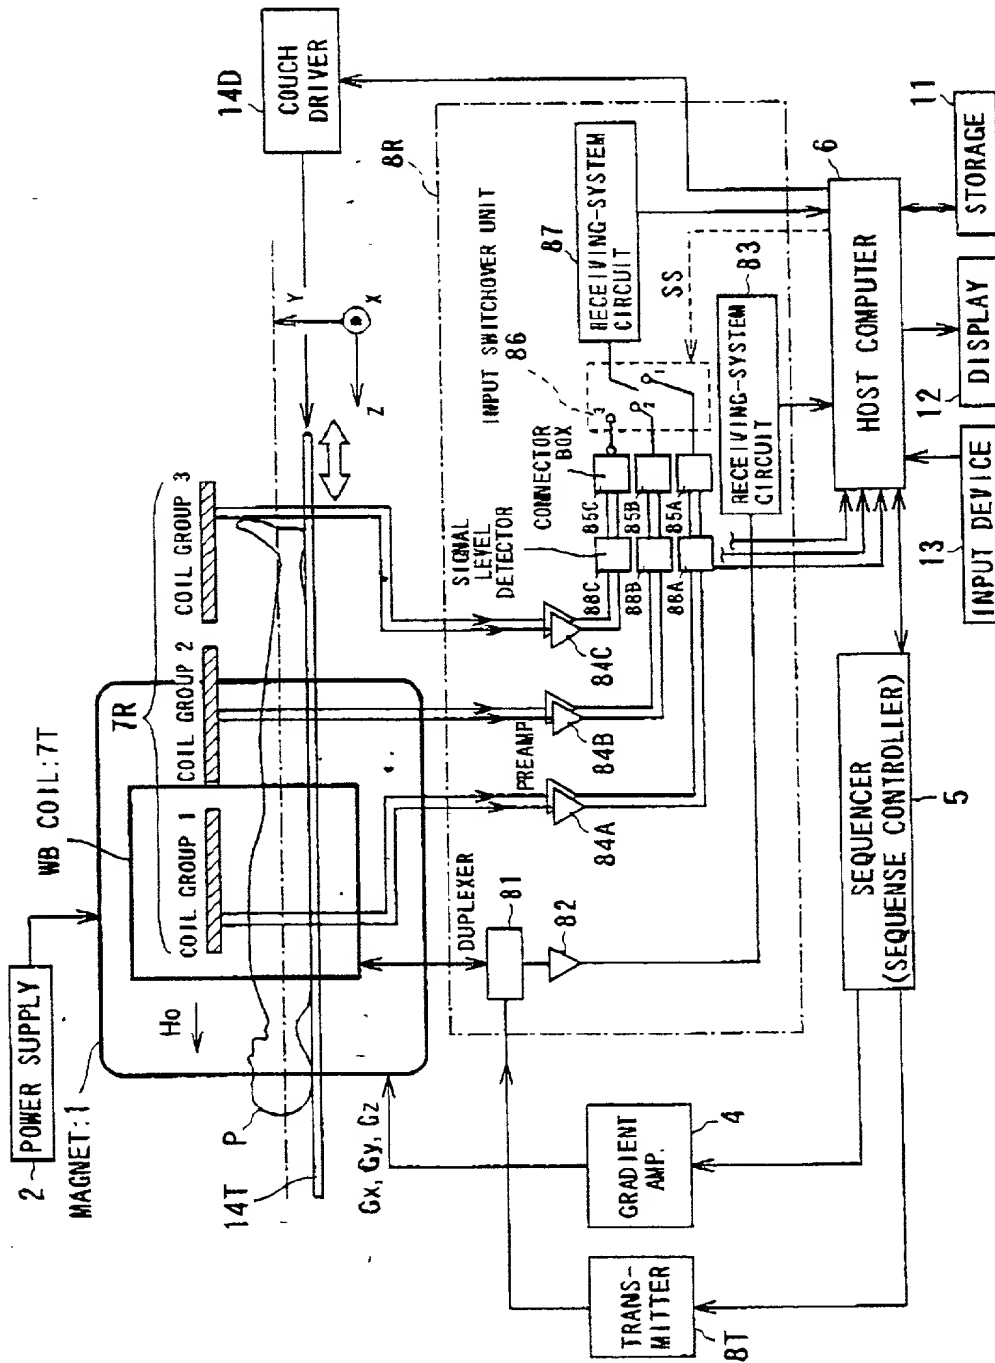 2
POWER SUPPLY
MAGNET:1
WB COIL:7T
7R
COIL GROUP 1
COIL GROUP 2
COIL GROUP 3
14D
COUCH
DRIVER
Ho
P
14T
Y
X
Z
Gx, Gy, Gz
DUPLEXER
81
82
PREAMP
84A
84B
84C
SIGNAL
LEVEL
DETECTOR
88C
88B
88A
CONNECTOR
BOX
85C
85B
85A
INPUT SWITCHOVER UNIT
86
3
2
1
8R
87
RECEIVING-SYSTEM
CIRCUIT
SS
83
RECEIVING-SYSTEM
CIRCUIT
TRANS-
MITTER
8T
GRADIENT
AMP.
4
SEQUENCER
(SEQUENSE CONTROLLER)
5
6
HOST COMPUTER
13
INPUT DEVICE
12
DISPLAY
11
STORAGE